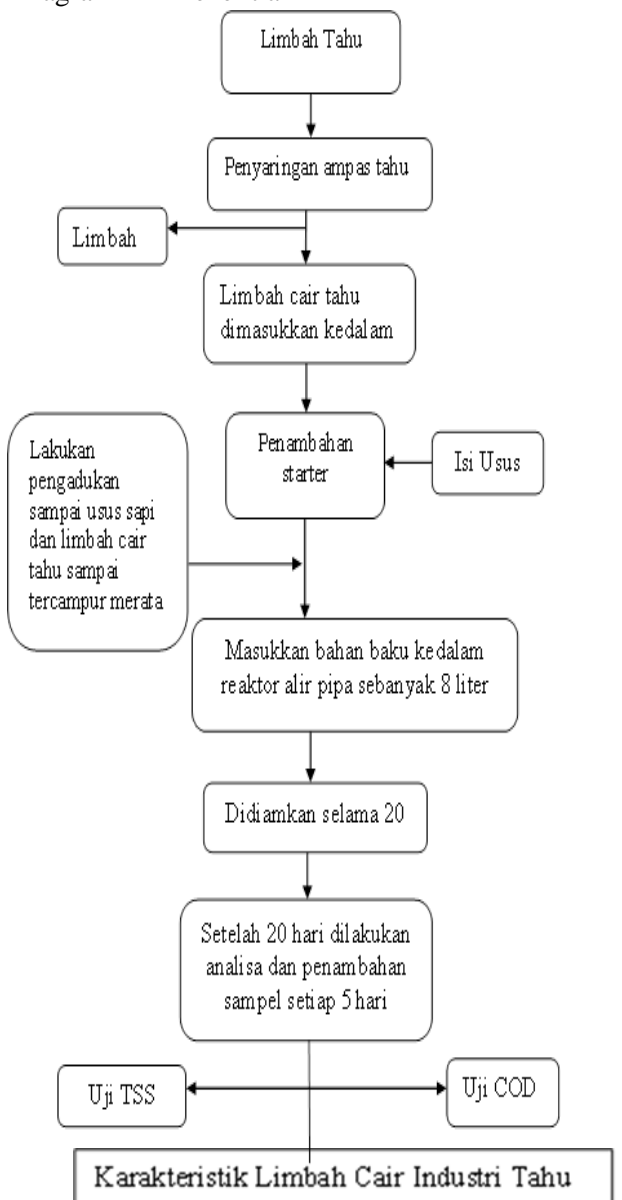 Limbah Tahu
Penyaringan ampas tahu
Limbah
Limbah cair tahu
dimasukkan kedalam
Penambahan
starter
Isi Usus
Lakukan
pengadukan
sampai usus sapi
dan limbah cair
tahu sampai
tercampur merata
Masukkan bahan baku kedalam
reaktor alir pipa sebanyak 8 liter
Didiamkan selama 20
Setelah 20 hari dilakukan
analisa dan penambahan
sampel setiap 5 hari
Uji TSS
Uji COD
Karakteristik Limbah Cair Industri Tahu